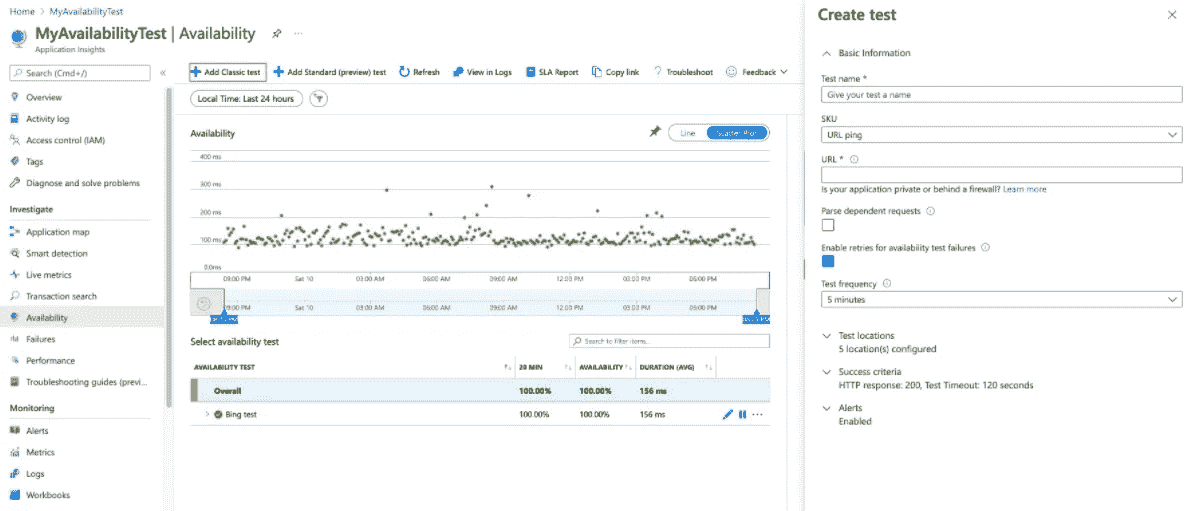 Home > MyAvailabilityTest
MyAvailabilityTest | Availability
Application Insights
Search (Cmd+/)
Overview
Activity log
Access control (IAM)
Tags
Diagnose and solve problems
Investigate
Application map
Smart detection
Live metrics
Transaction search
Availability
Failures
Performance
Troubleshooting guides (previ...
Monitoring
Alerts
Metrics
Logs
Workbooks
Add Classic test
Add Standard (preview) test
Refresh
View in Logs
SLA Report
Copy link
Troubleshoot
Feedback
Local Time: Last 24 hours
Availability
Line
400 ms
300 ms
200 ms
100 ms
0.0ms
09:00 PM Sat 10 03:00 AM 06:00 AM 09:00 AM 12:00 PM 03:00 PM 06:00 PM
09:00 PM Sat 10 03:00 AM 06:00 AM 09:00 AM 12:00 PM 03:00 PM 06:00 PM
Select availability test
Search to filter items...
AVAILABILITY TEST 20 MIN AVAILABILITY DURATION (AVG)
Overall 100.00% 100.00% 156 ms
Bing test 100.00% 100.00% 156 ms
Create test
Basic Information
Test name *
Give your test a name
SKU
URL ping
URL *
Is your application private or behind a firewall? Learn more
Parse dependent requests
Enable retries for availability test failures
Test frequency
5 minutes
Test locations
5 location(s) configured
Success criteria
HTTP response: 200, Test Timeout: 120 seconds
Alerts
Enabled